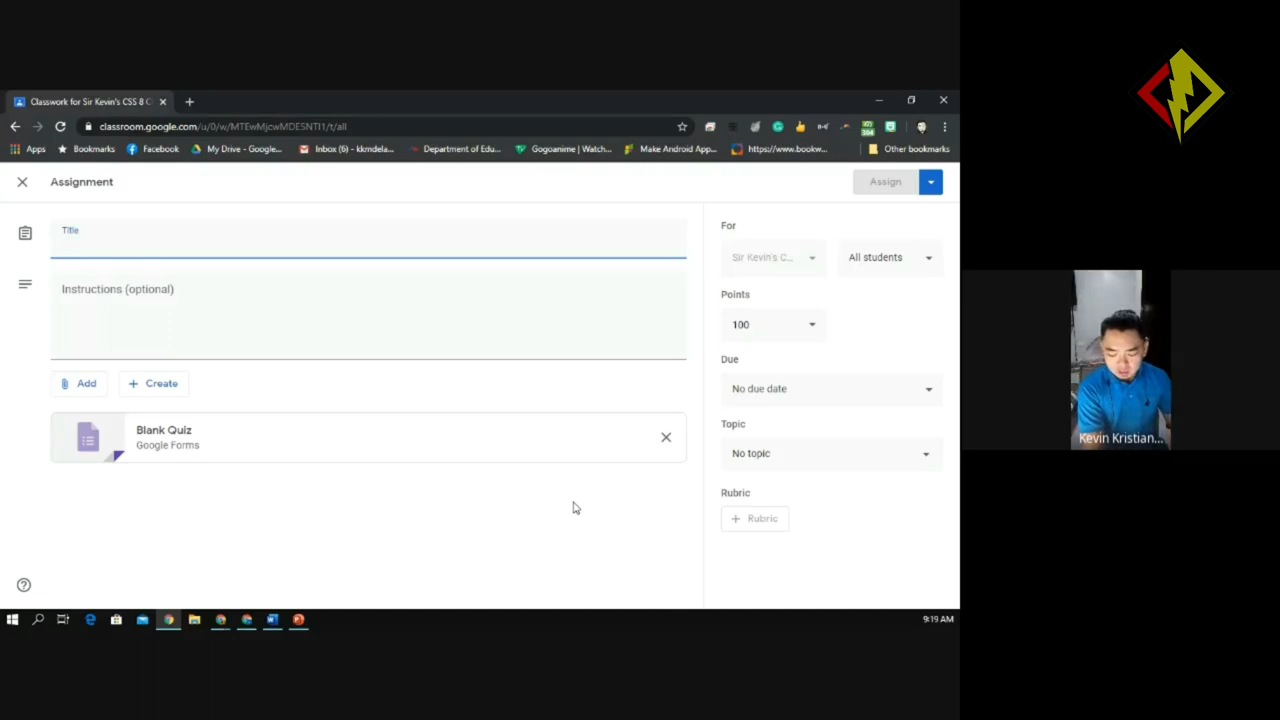 Classwork for Sir Kevin's CSS 8 C
classroom.google.com/u/0/w/MTEwMjcwMDESNTI1/t/all
Apps Bookmarks Facebook My Drive - Google... Inbox (6) - kkmdela... Department of Edu... Gogoanime | Watch... Make Android App... https://www.bookw... Other bookmarks
Assignment Assign
Title
Instructions (optional)
Add Create
Blank Quiz
Google Forms
For
Sir Kevin's C... All students
Points
100
Due
No due date
Topic
No topic
Rubric
Rubric
Kevin Kristian...
9:19 AM